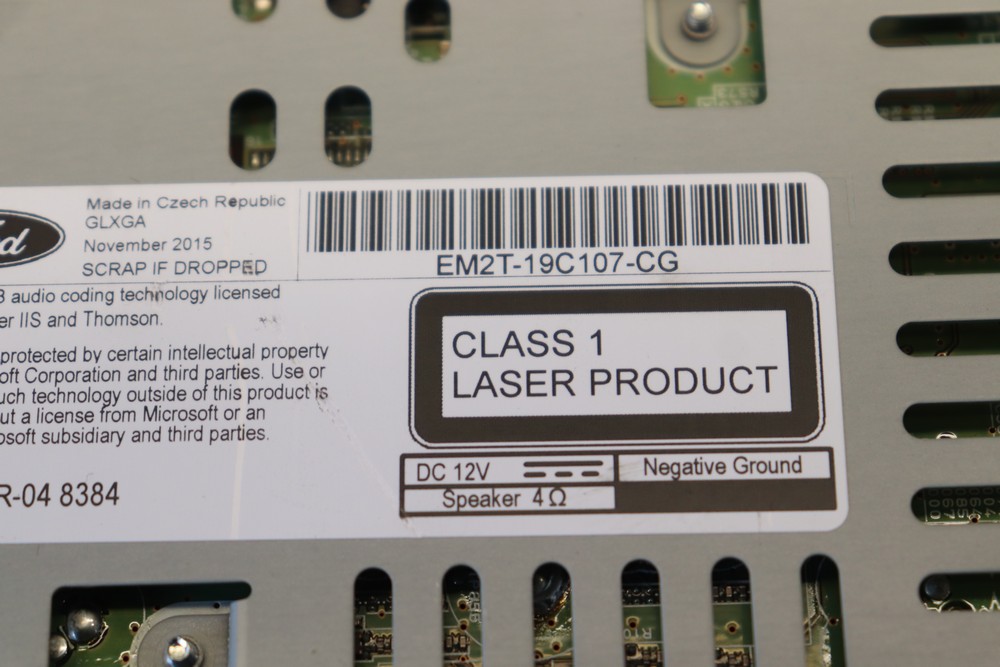 Made in Czech Republic
GLXGA
November 2015
SCRAP IF DROPPED
EM2T-19C107-CG
3 audio coding technology licensed
er IIS and Thomson.
protected by certain intellectual property
oft Corporation and third parties. Use or
uch technology outside of this product is
ut a license from Microsoft or an
osoft subsidiary and third parties.
R-04 8384
CLASS 1
LASER PRODUCT
DC 12V
Negative Ground
Speaker 4Ω